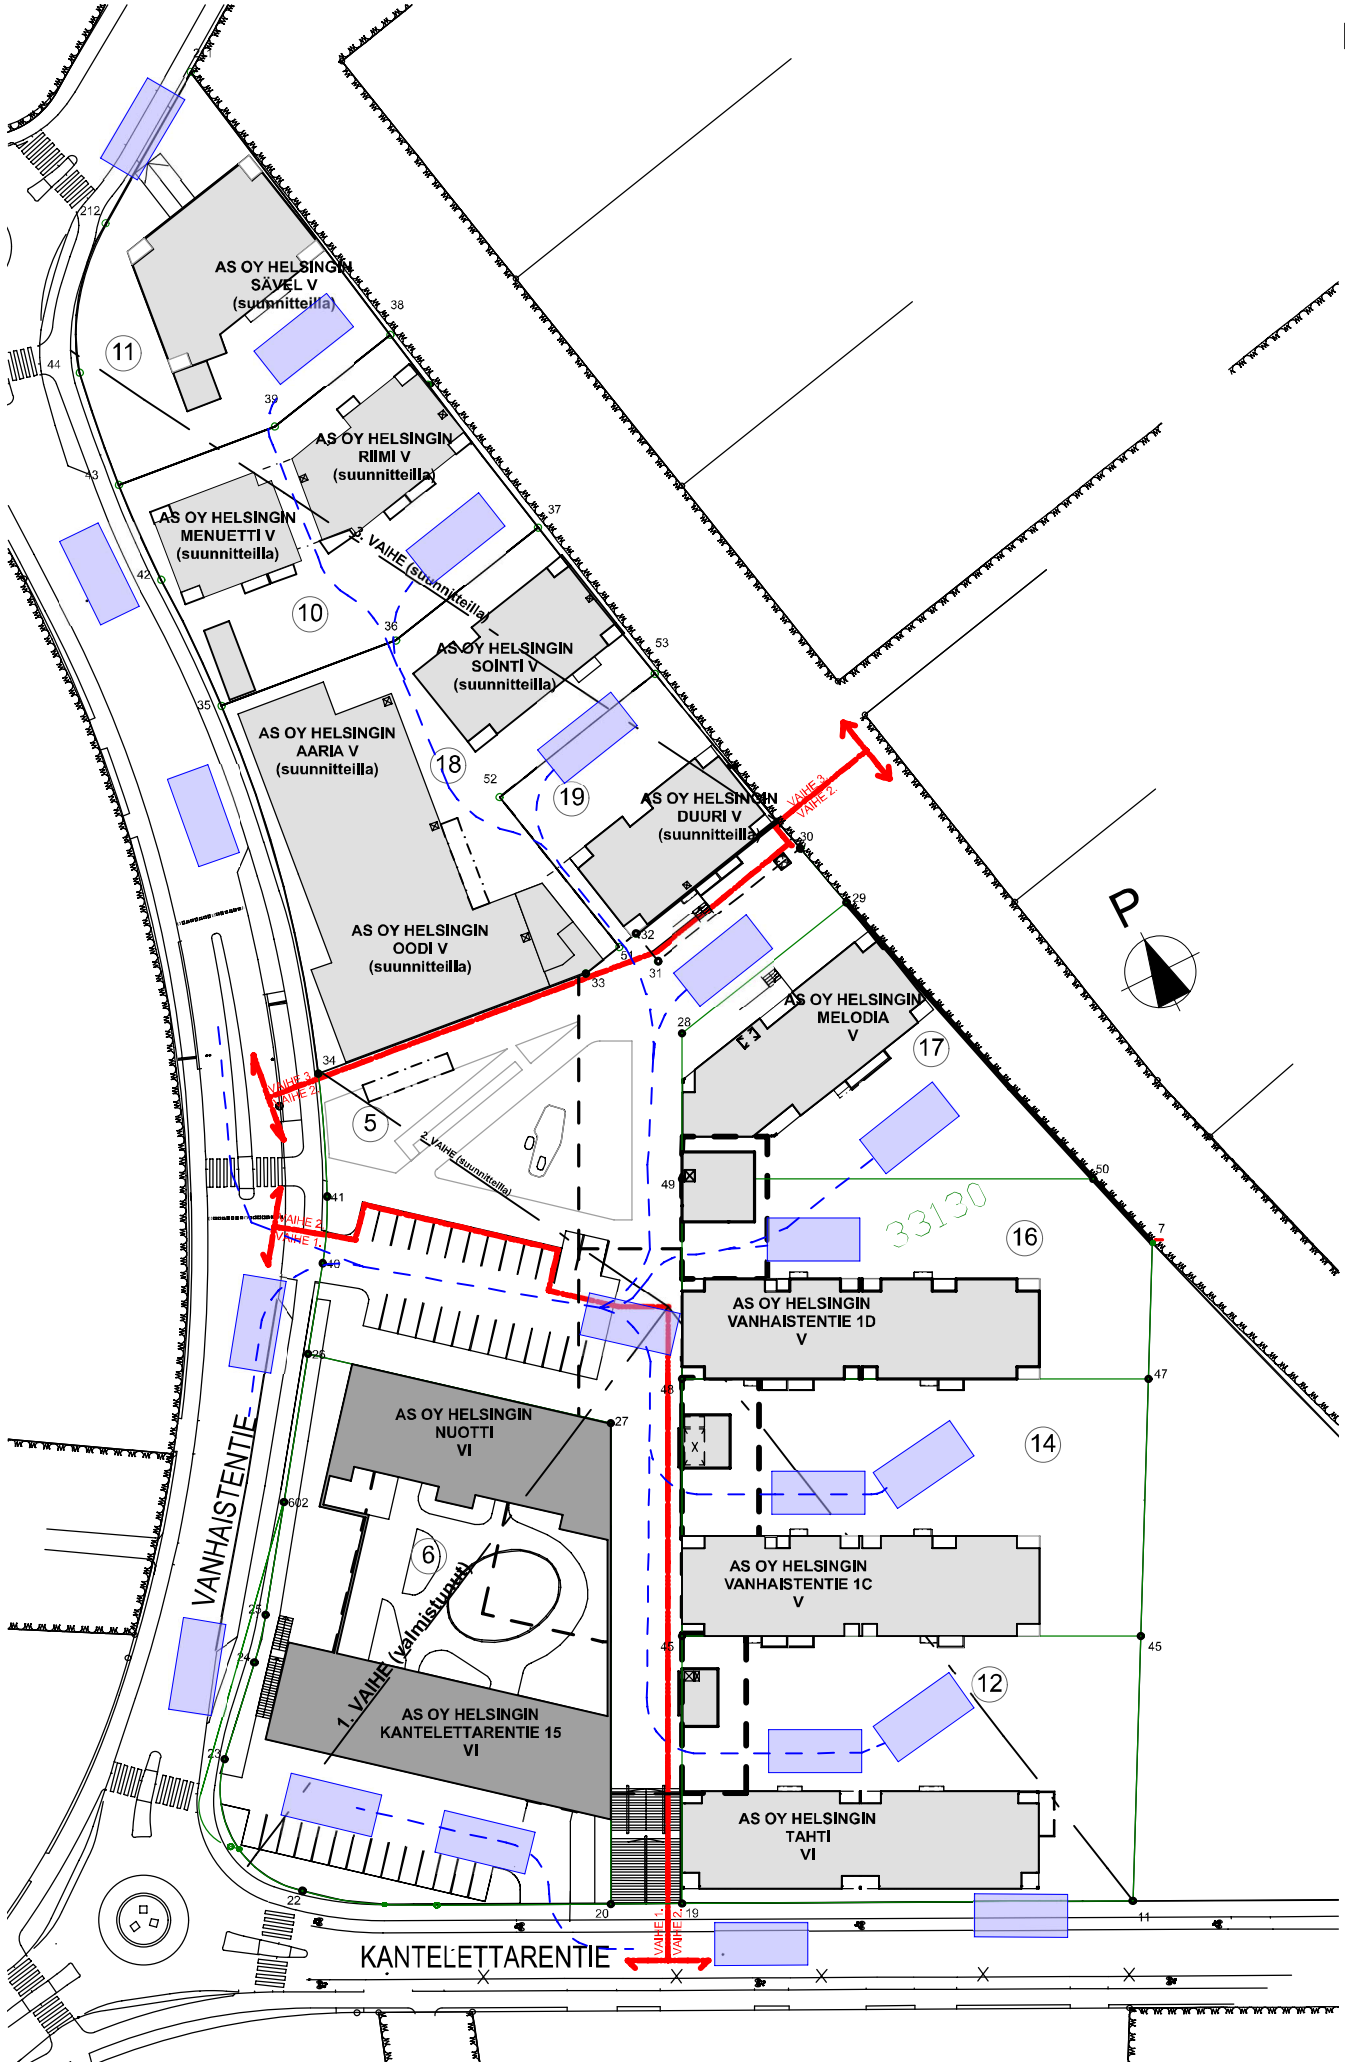 212
AS OY HELSINGIN
SÄVEL V
(suunnitteilla)
38
11
44
39
AS OY HELSINGIN
RIIMI V
(suunnitteilla)
43
AS OY HELSINGIN
MENUETTI V
(suunnitteilla)
37
3. VAIHE (suunnitteilla)
42
10
36
53
AS OY HELSINGIN
SOINTI V
(suunnitteilla)
35
AS OY HELSINGIN
AARIA V
(suunnitteilla)
18
52
19
AS OY HELSINGIN
DUURI V
(suunnitteilla)
VAIHE 3.
VAIHE 2.
30
29
P
AS OY HELSINGIN
OODI V
(suunnitteilla)
32
51
31
33
28
AS OY HELSINGIN
MELODIA
V
17
34
VAIHE 3.
VAIHE 2.
5
2. VAIHE (suunnitteilla)
49
50
41
33130
16
7
VAIHE 2.
VAIHE 1.
40
AS OY HELSINGIN
VANHAISTENTIE 1D
V
26
48
47
AS OY HELSINGIN
NUOTTI
VI
27
14
X
VANHAISTENTIE
602
6
AS OY HELSINGIN
VANHAISTENTIE 1C
V
25
45
45
24
1. VAIHE (valmistunut)
12
AS OY HELSINGIN
KANTELETTARENTIE 15
VI
23
AS OY HELSINGIN
TAHTI
VI
22
20
19
11
VAIHE 1.
VAIHE 2.
KANTELETTARENTIE
X X X X X